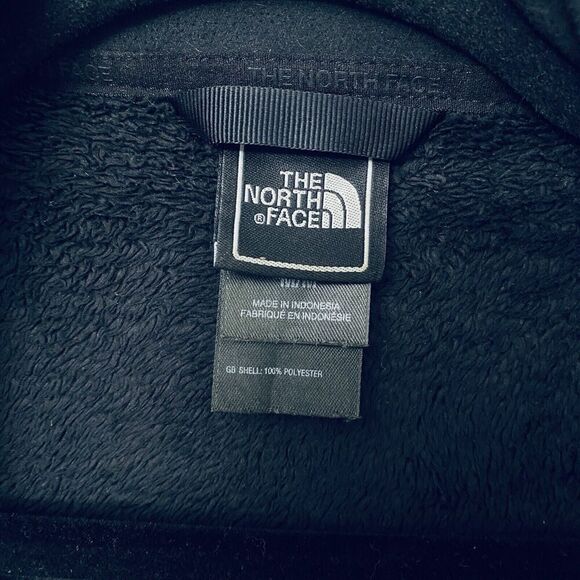 THE NORTH FACE
THE
NORTH
®FACE
M/M
MADE IN INDONESIA
FABRIQUÉ EN INDONÉSIE
GB SHELL: 100% POLYESTER